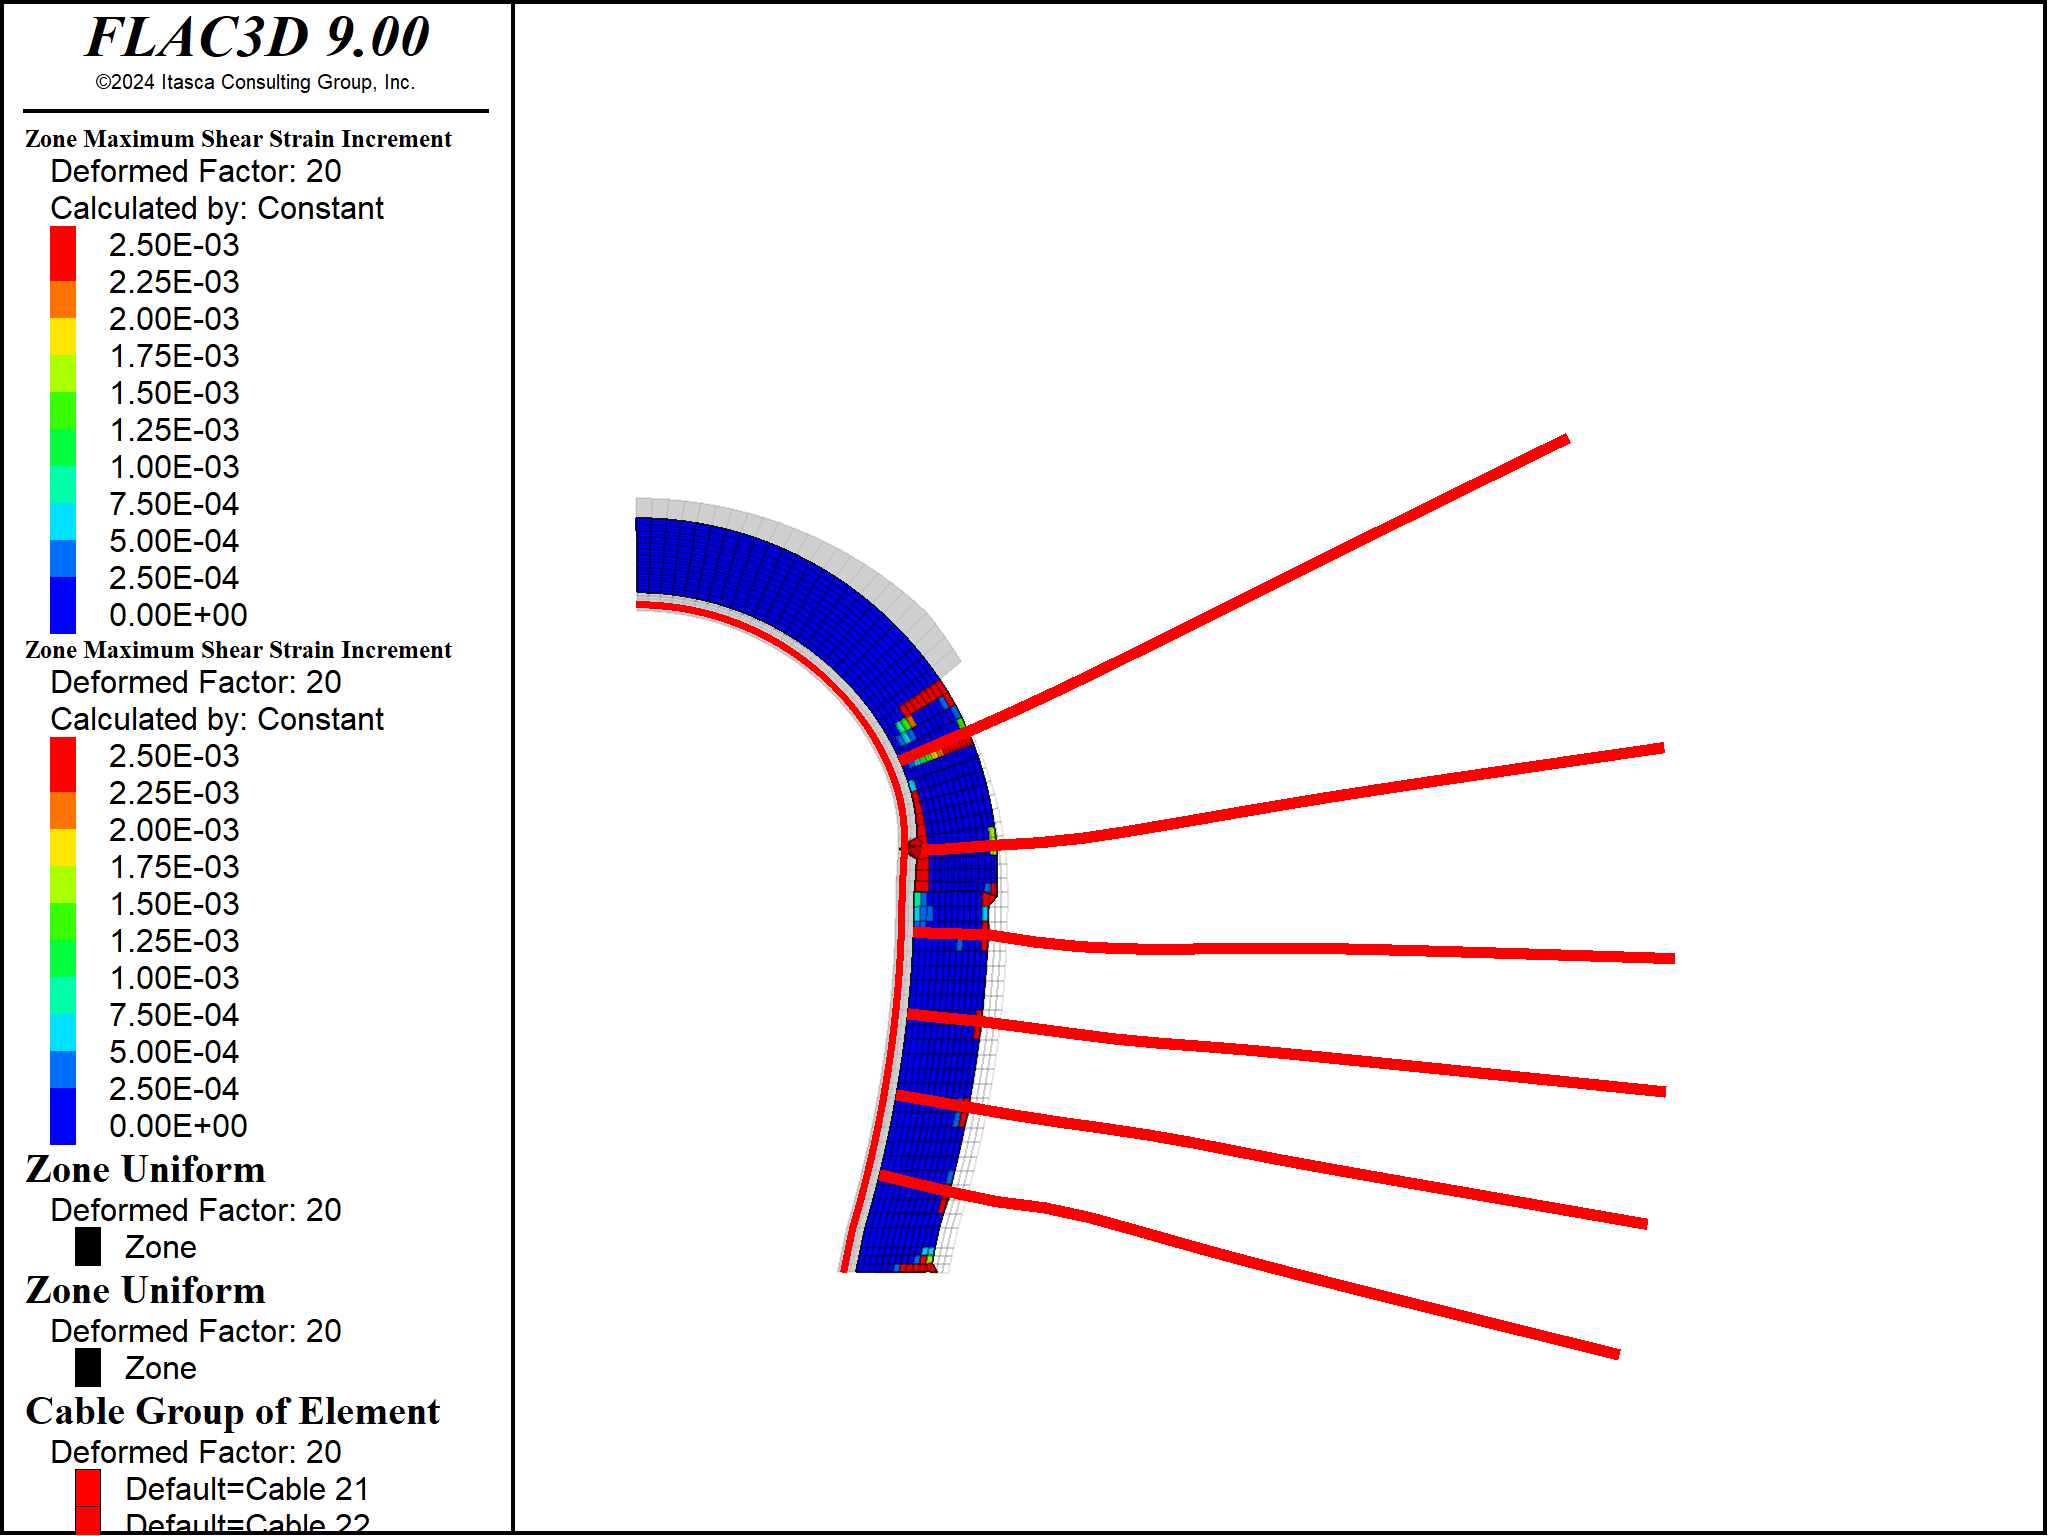 FLAC3D 9.00
©2024 Itasca Consulting Group, Inc.
Zone Maximum Shear Strain Increment
Deformed Factor: 20
Calculated by: Constant
2.50E-03
2.25E-03
2.00E-03
1.75E-03
1.50E-03
1.25E-03
1.00E-03
7.50E-04
5.00E-04
2.50E-04
0.00E+00
Zone Maximum Shear Strain Increment
Deformed Factor: 20
Calculated by: Constant
2.50E-03
2.25E-03
2.00E-03
1.75E-03
1.50E-03
1.25E-03
1.00E-03
7.50E-04
5.00E-04
2.50E-04
0.00E+00
Zone Uniform
Deformed Factor: 20
Zone
Zone Uniform
Deformed Factor: 20
Zone
Cable Group of Element
Deformed Factor: 20
Default=Cable 21
Default=Cable 22